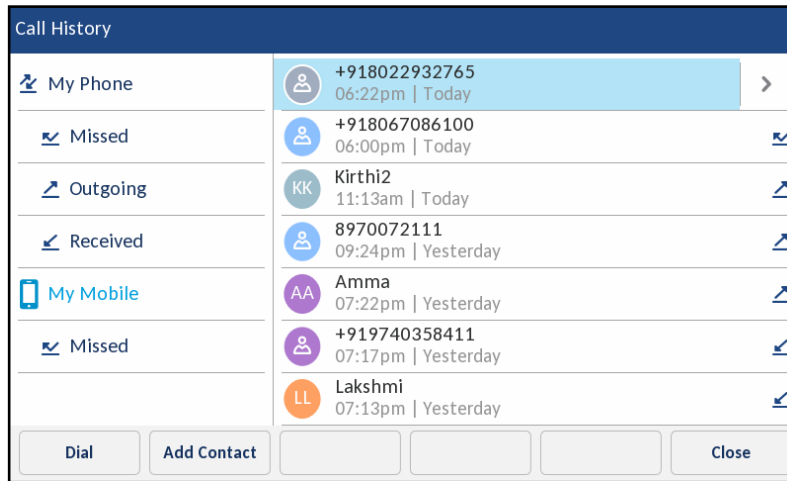 Call History
My Phone
Missed
Outgoing
Received
My Mobile
Missed
+918022932765
06:22pm | Today
+918067086100
06:00pm | Today
KK
Kirthi2
11:13am | Today
8970072111
09:24pm | Yesterday
AA
Amma
07:22pm | Yesterday
+919740358411
07:17pm | Yesterday
LL
Lakshmi
07:13pm | Yesterday
Dial
Add Contact
Close